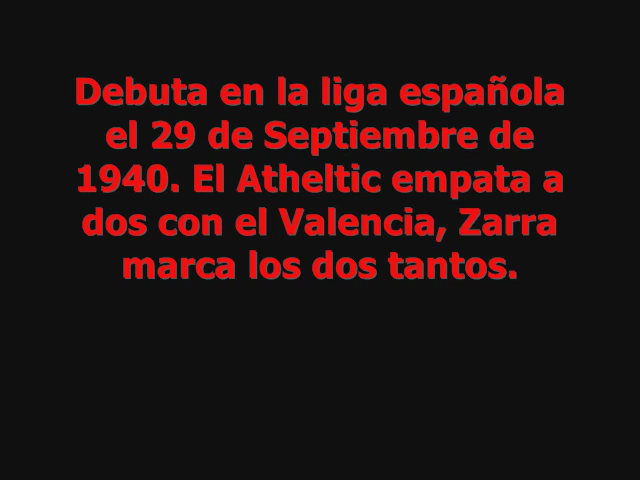 Debuta en la liga española
el 29 de Septiembre de
1940. El Atheltic empata a
dos con el Valencia, Zarra
marca los dos tantos.